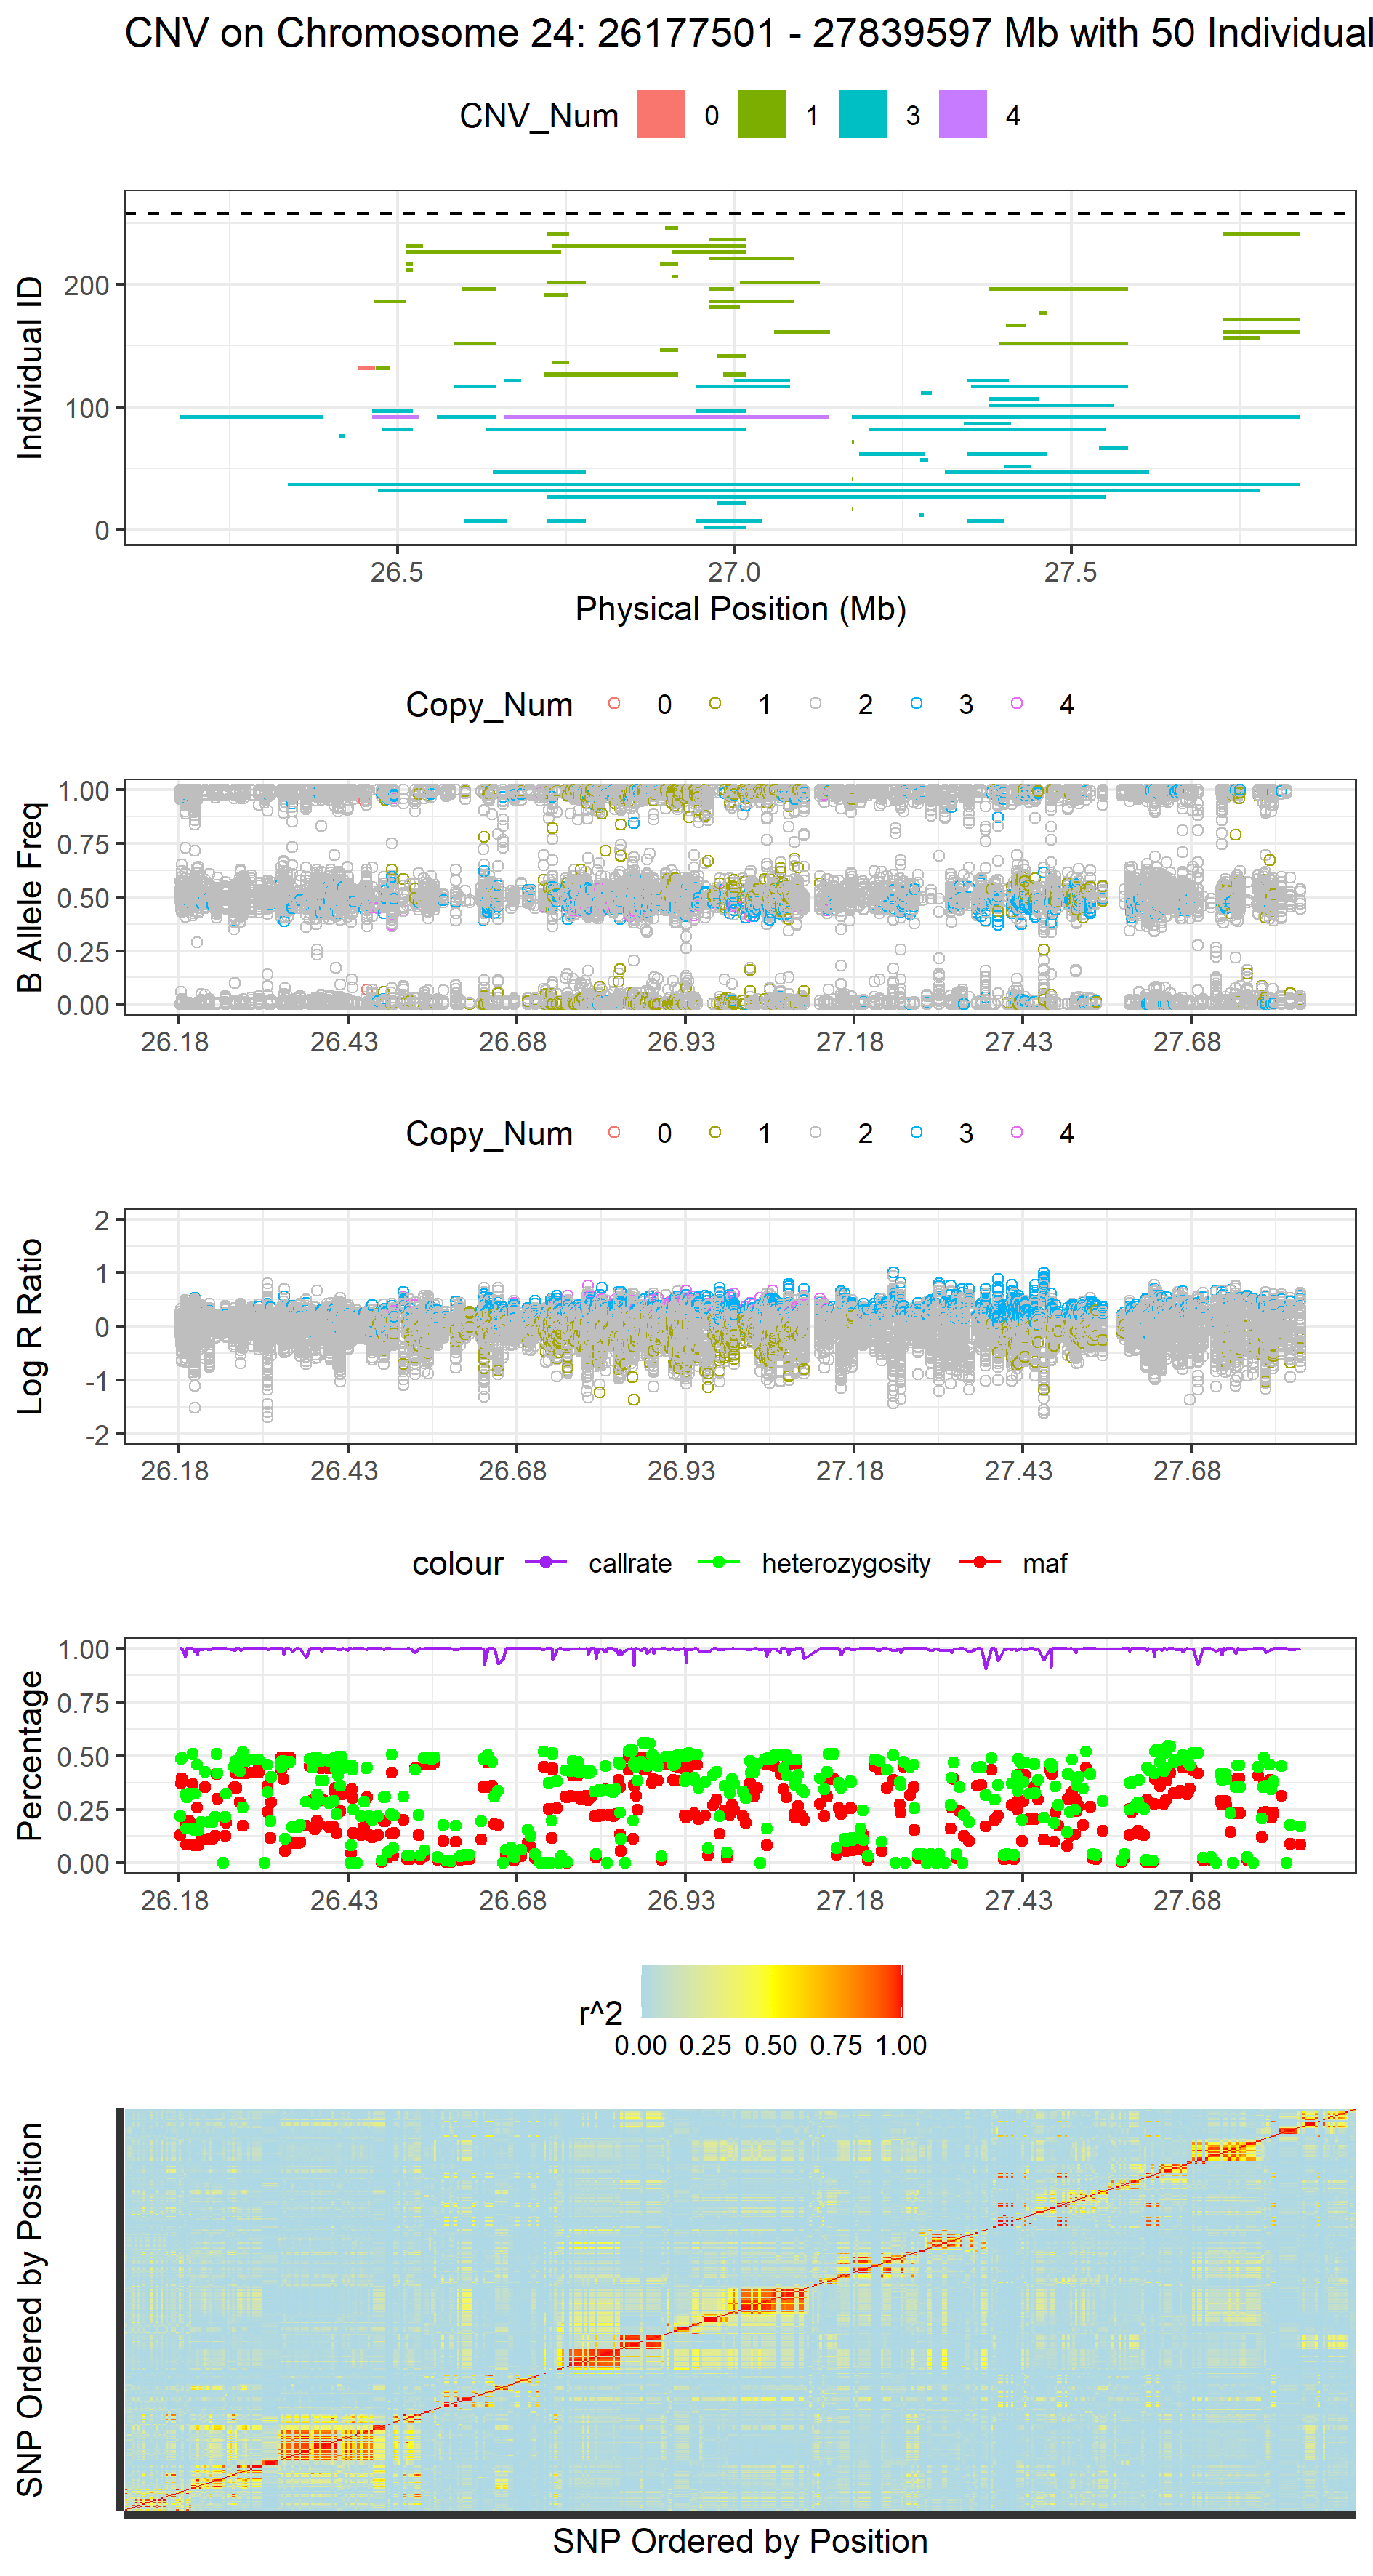 CNV on Chromosome 24: 26177501 - 27839597 Mb with 50 Individual
CNV_Num 0 1 3 4
Individual ID
200
100
0
26.5 27.0 27.5
Physical Position (Mb)
Copy_Num 0 1 2 3 4
B Allele Freq
1.00
0.75
0.50
0.25
0.00
26.18 26.43 26.68 26.93 27.18 27.43 27.68
Copy_Num 0 1 2 3 4
Log R Ratio
2
1
0
-1
-2
26.18 26.43 26.68 26.93 27.18 27.43 27.68
colour callrate heterozygosity maf
Percentage
1.00
0.75
0.50
0.25
0.00
26.18 26.43 26.68 26.93 27.18 27.43 27.68
r^2
0.00 0.25 0.50 0.75 1.00
SNP Ordered by Position
SNP Ordered by Position